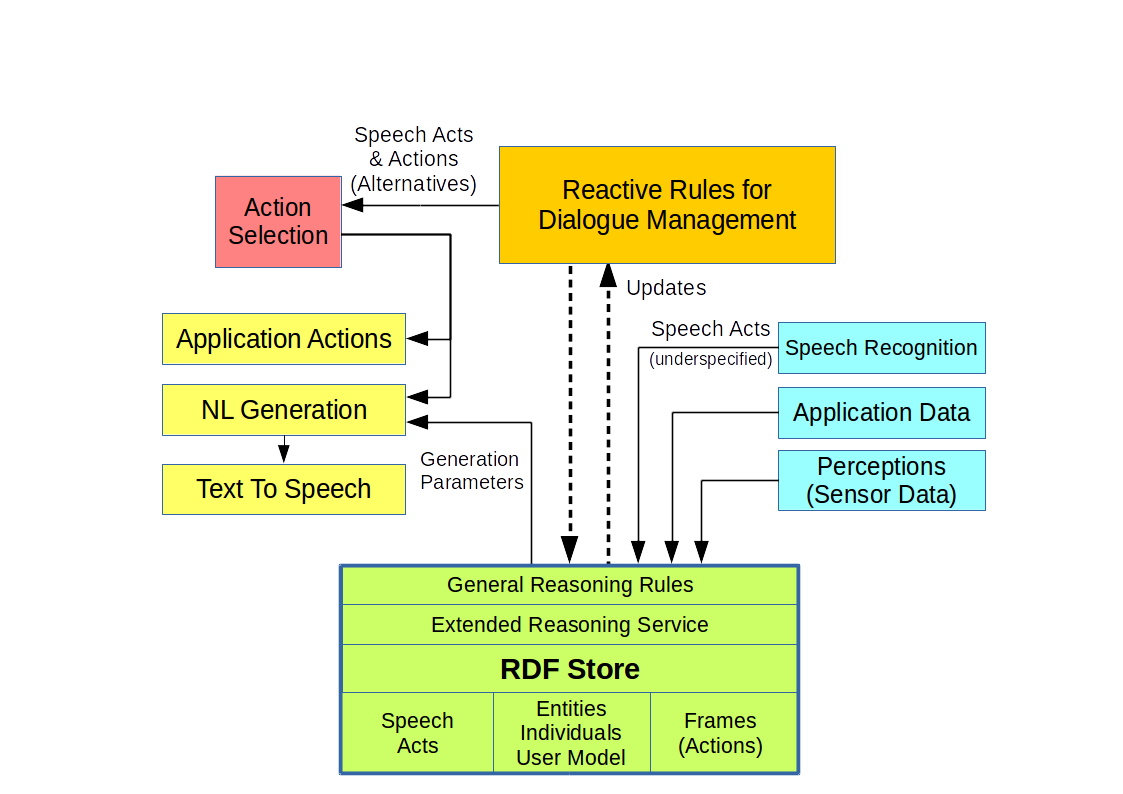 Speech Acts
& Actions
(Alternatives)
Reactive Rules for
Dialogue Management
Action
Selection
Updates
Application Actions
Speech Acts
(underspecified)
Speech Recognition
NL Generation
Application Data
Generation
Parameters
Perceptions
(Sensor Data)
Text To Speech
General Reasoning Rules
Extended Reasoning Service
RDF Store
Speech
Acts
Entities
Individuals
User Model
Frames
(Actions)